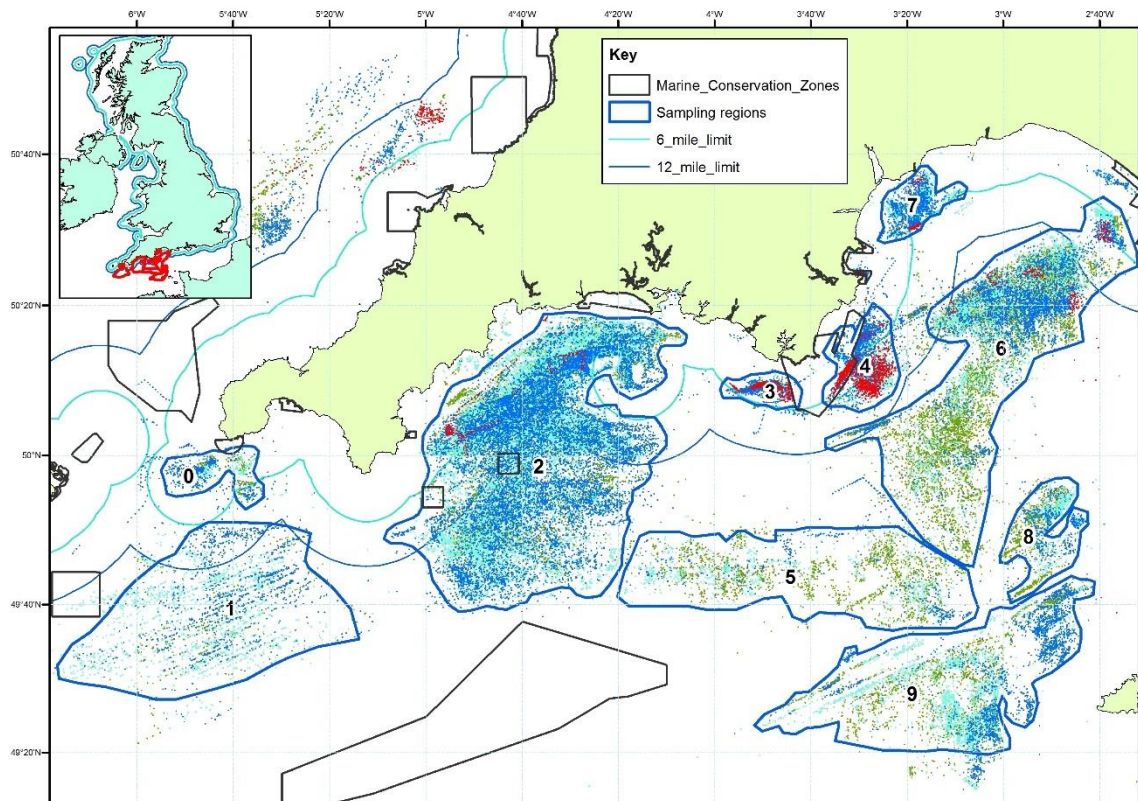 6°W 5°40'W 5°20'W 5°W 4°40'W 4°20'W 4°W 3°40'W 3°20'W 3°W 2°40'W
Key
Marine_Conservation_Zones
Sampling regions
6_mile_limit
12_mile_limit
50°40'N
7
50°20'N
6
4
3
50°N
2
0
8
5
49°40'N
1
9
49°20'N